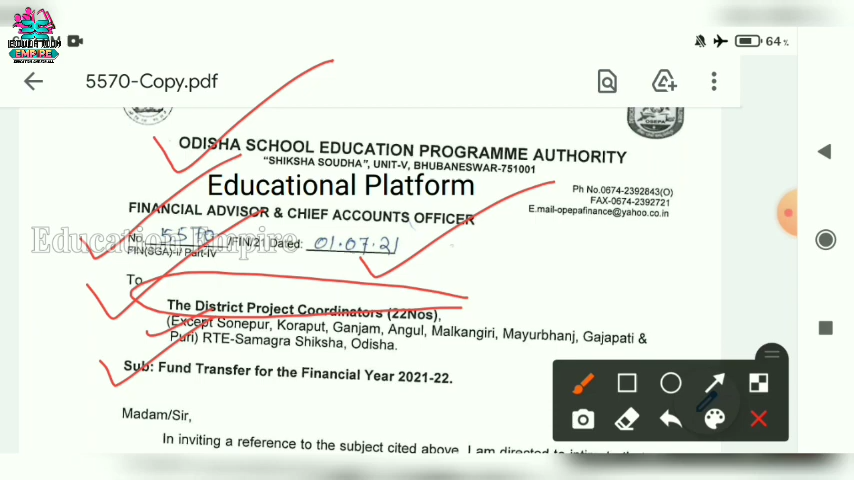 EDUCATION
EMPIRE
64%
5570-Copy.pdf
ODISHA SCHOOL EDUCATION PROGRAMME AUTHORITY
"SHIKSHA SOUDHA", UNIT-V, BHUBANESWAR-751001
Educational Platform
Ph No.0674-2392843(O)
FAX-0674-2392721
E.mail-opepafinance@yahoo.co.in
FINANCIAL ADVISOR & CHIEF ACCOUNTS OFFICER
Education Empire
No. 5570 /FIN/21 Dated: 01.07.21
FIN(SGA)-I/ Part-IV
To
The District Project Coordinators (22Nos),
(Except Sonepur, Koraput, Ganjam, Angul, Malkangiri, Mayurbhanj, Gajapati &
Puri) RTE-Samagra Shiksha, Odisha.
Sub: Fund Transfer for the Financial Year 2021-22.
Madam/Sir,
In inviting a reference to the subject cited above, I am directed to